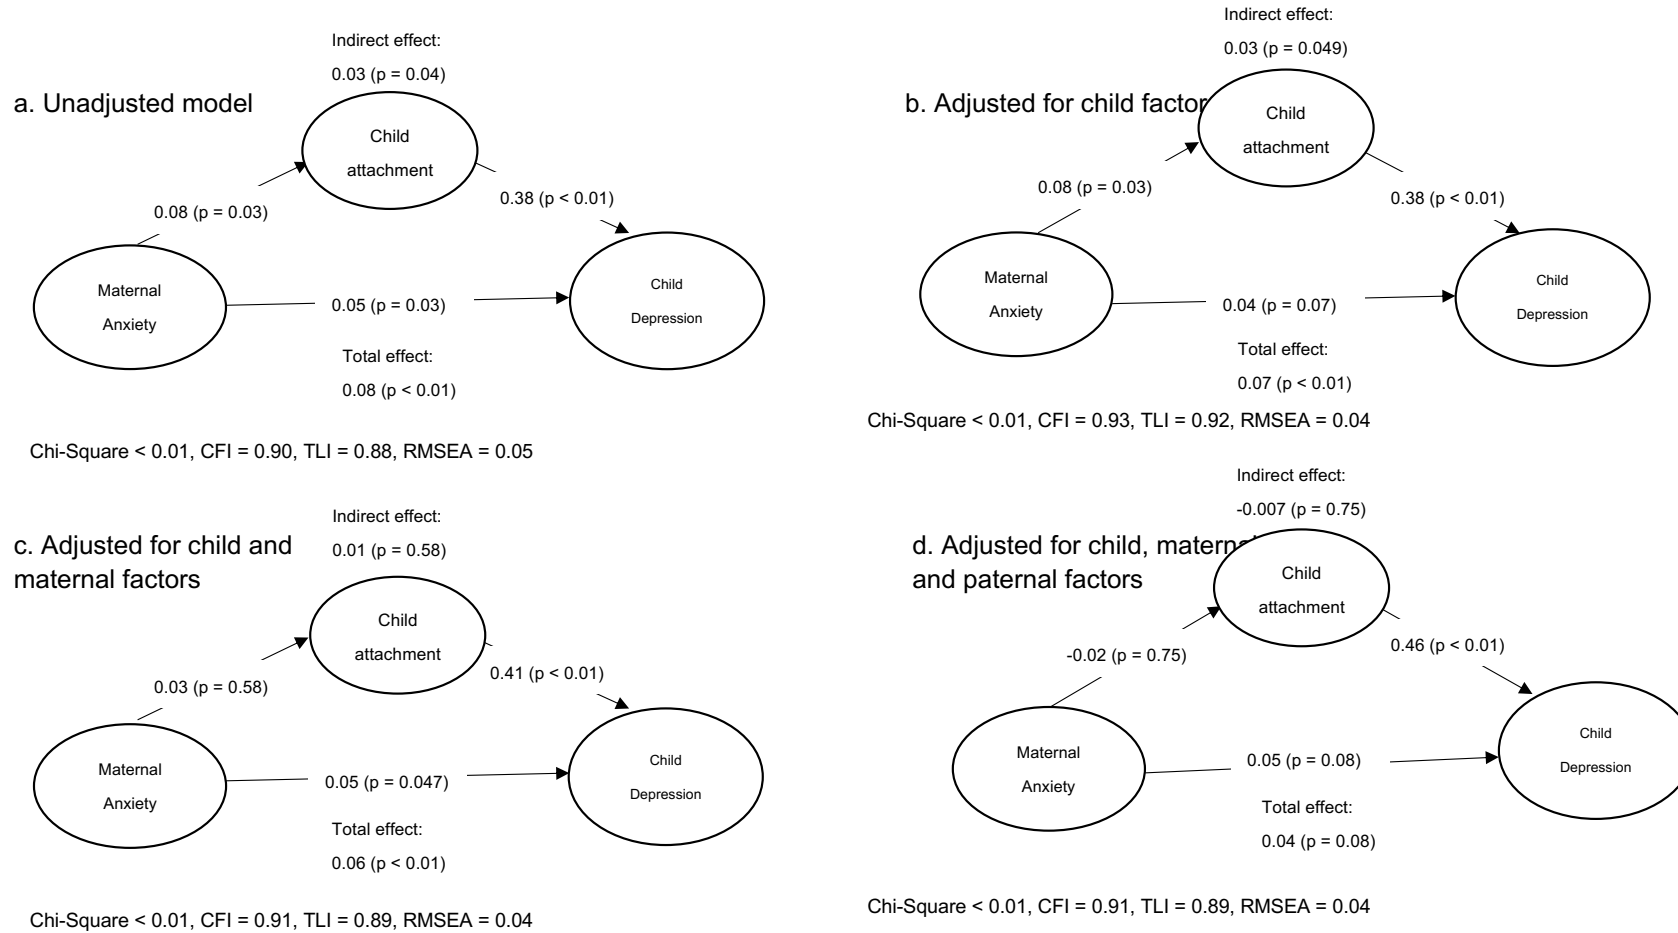 a. Unadjusted model
Indirect effect:
0.03 (p = 0.04)
Child
attachment
0.08 (p = 0.03)
0.38 (p < 0.01)
Maternal
Anxiety
0.05 (p = 0.03)
Child
Depression
Total effect:
0.08 (p < 0.01)
Chi-Square < 0.01, CFI = 0.90, TLI = 0.88, RMSEA = 0.05
b. Adjusted for child factor
Indirect effect:
0.03 (p = 0.049)
Child
attachment
0.08 (p = 0.03)
0.38 (p < 0.01)
Maternal
Anxiety
0.04 (p = 0.07)
Child
Depression
Total effect:
0.07 (p < 0.01)
Chi-Square < 0.01, CFI = 0.93, TLI = 0.92, RMSEA = 0.04
c. Adjusted for child and
maternal factors
Indirect effect:
0.01 (p = 0.58)
Child
attachment
0.03 (p = 0.58)
0.41 (p < 0.01)
Maternal
Anxiety
0.05 (p = 0.047)
Child
Depression
Total effect:
0.06 (p < 0.01)
Chi-Square < 0.01, CFI = 0.91, TLI = 0.89, RMSEA = 0.04
d. Adjusted for child, materna
and paternal factors
Indirect effect:
-0.007 (p = 0.75)
Child
attachment
-0.02 (p = 0.75)
0.46 (p < 0.01)
Maternal
Anxiety
0.05 (p = 0.08)
Child
Depression
Total effect:
0.04 (p = 0.08)
Chi-Square < 0.01, CFI = 0.91, TLI = 0.89, RMSEA = 0.04